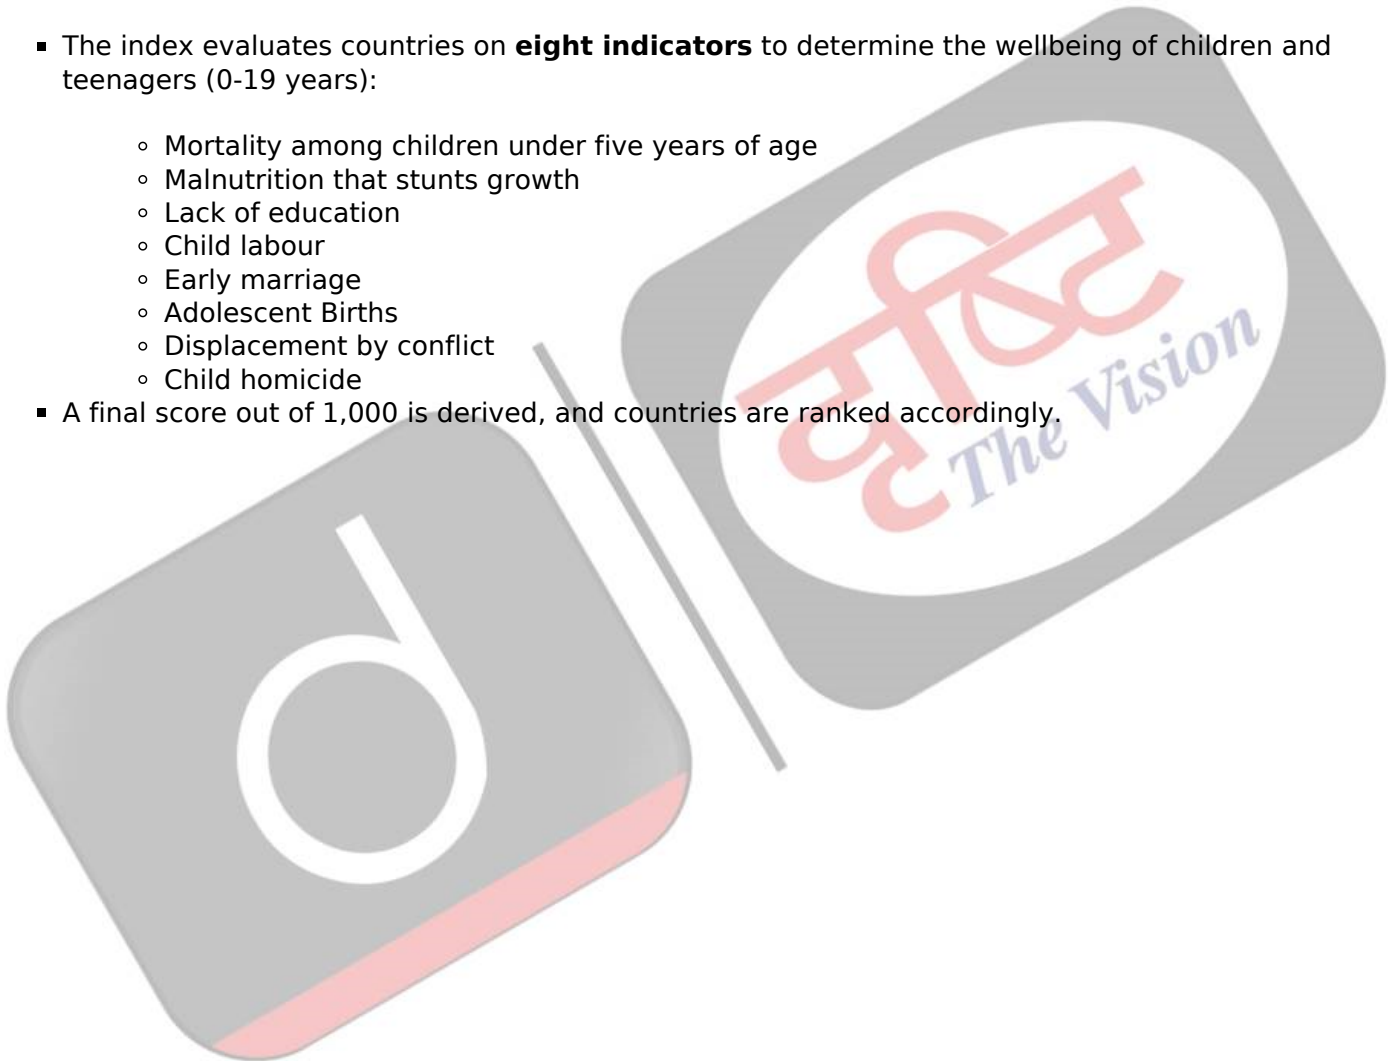 ▪ The index evaluates countries on eight indicators to determine the wellbeing of children and
teenagers (0-19 years):
◦ Mortality among children under five years of age
◦ Malnutrition that stunts growth
◦ Lack of education
◦ Child labour
◦ Early marriage
◦ Adolescent Births
◦ Displacement by conflict
◦ Child homicide
▪ A final score out of 1,000 is derived, and countries are ranked accordingly.
दृष्टि
The Vision
d